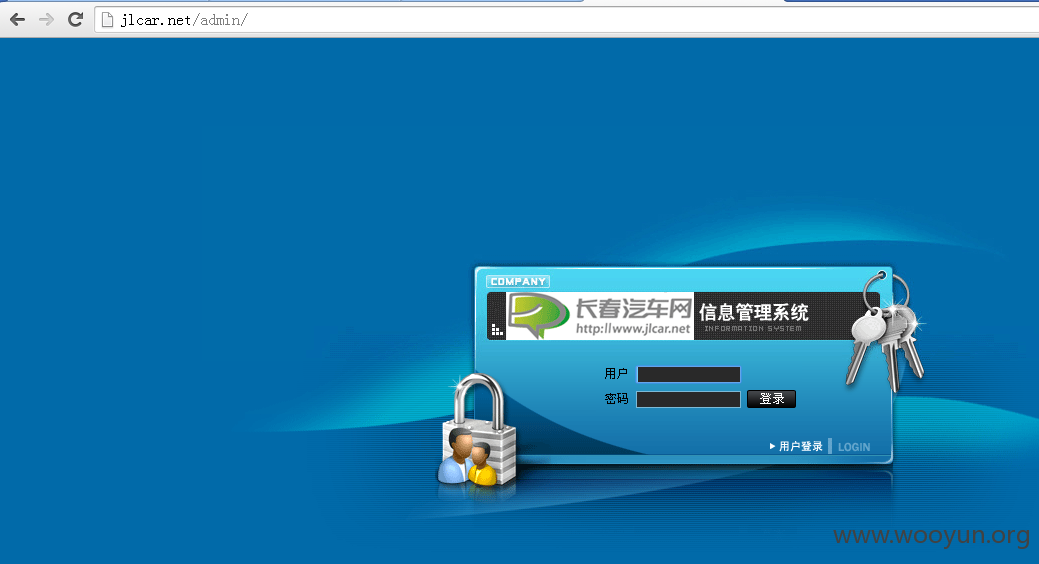 jlcar.net/admin/
COMPANY
长春汽车网
http://www.jlcar.net
信息管理系统
INFORMATION SYSTEM
用户
密码
登录
用户登录
LOGIN
www.wooyun.org